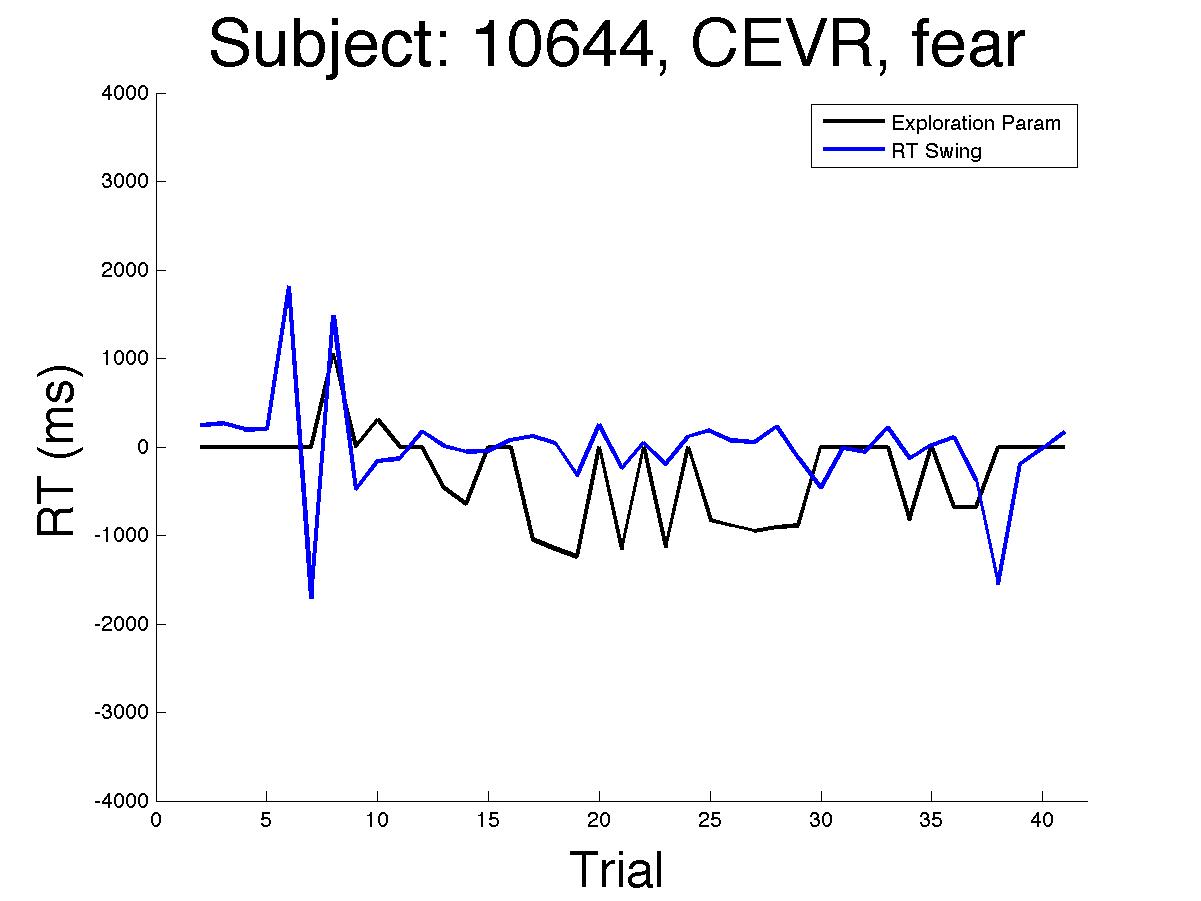 Subject: 10644, CEVR, fear
4000
3000
2000
1000
0
-1000
-2000
-3000
-4000
RT (ms)
Exploration Param
RT Swing
0 5 10 15 20 25 30 35 40
Trial